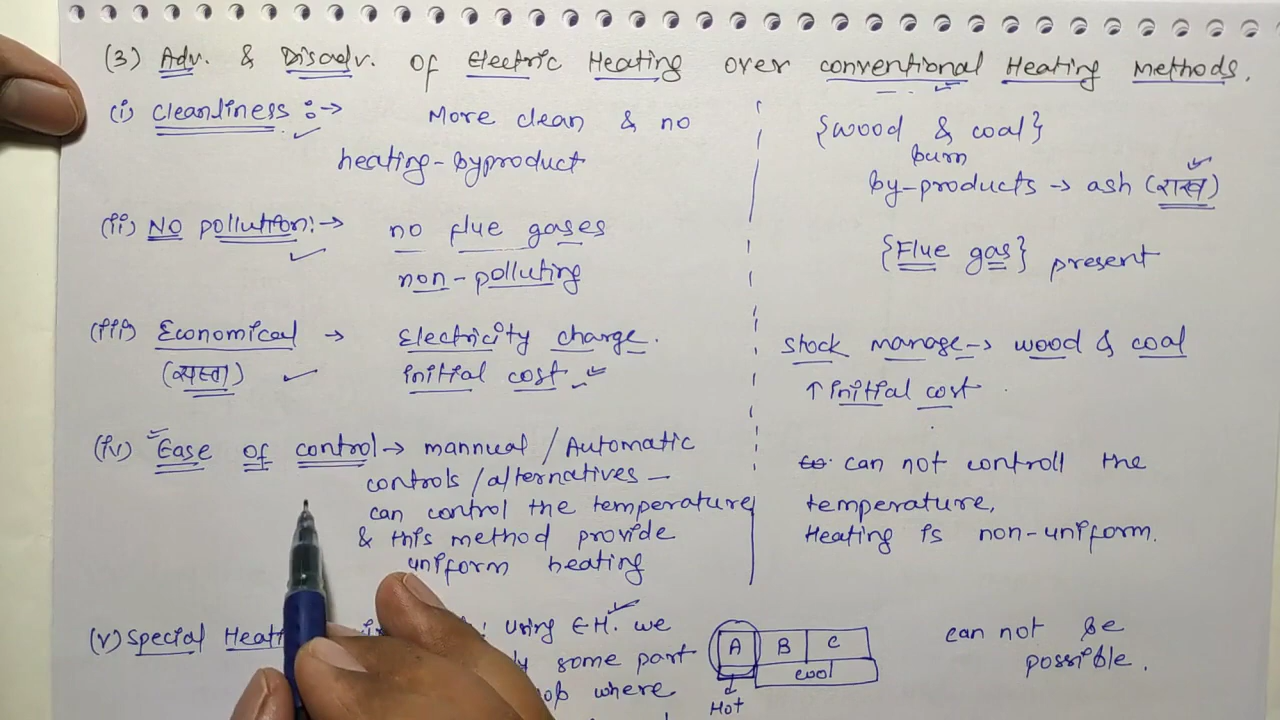 (3) Adv. & Disadv. of Electric Heating over conventional Heating Methods.
(i) Cleanliness :→ More clean & no
heating-byproduct
{wood & coal}
burn
by-products → ash (राख)
(ii) No pollution:→ no flue gases
non-polluting
{Flue gas} present
(iii) Economical → Electricity charge.
(सस्ता) initial cost
stock manage → wood & coal
↑ initial cost
(iv) Ease of control → mannual / Automatic
controls / alternatives —
can control the temperature
& this method provide
uniform heating
can not controll the
temperature,
Heating is non-uniform.
(v) Special Heati : Using E.H. we
some part
where
A B C
cool
Hot
can not be
possible.